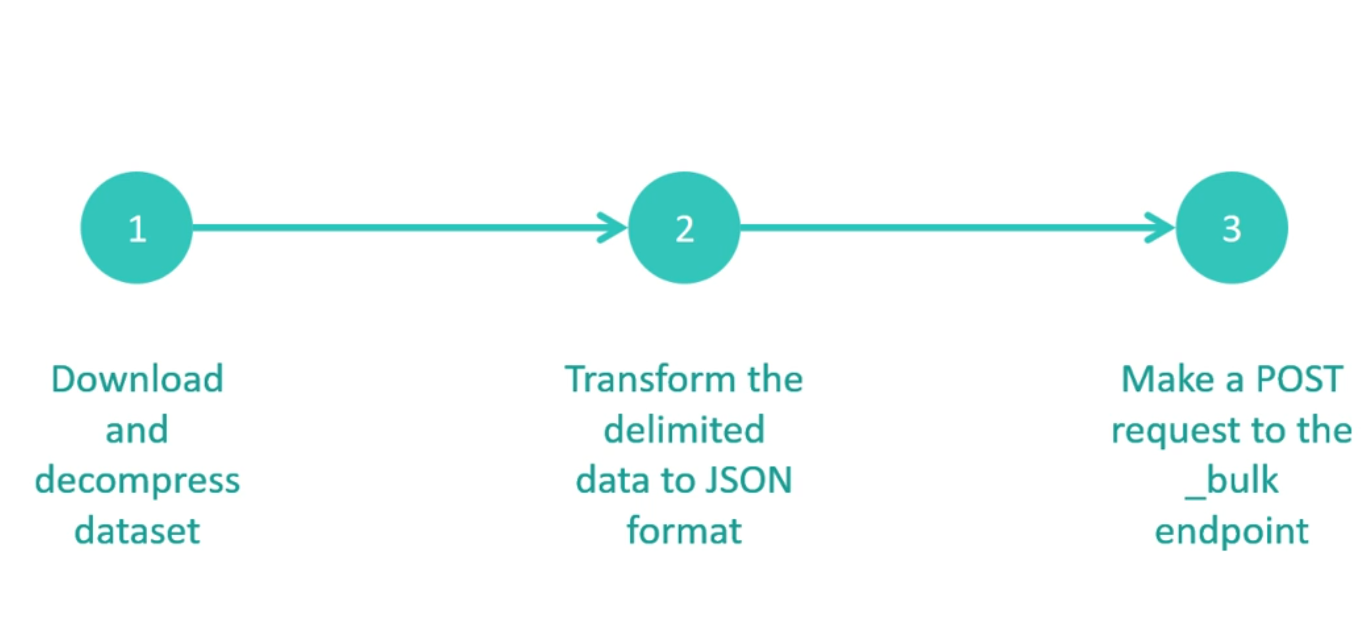 1
2
3
Download
and
decompress
dataset
Transform the
delimited
data to JSON
format
Make a POST
request to the
_bulk
endpoint